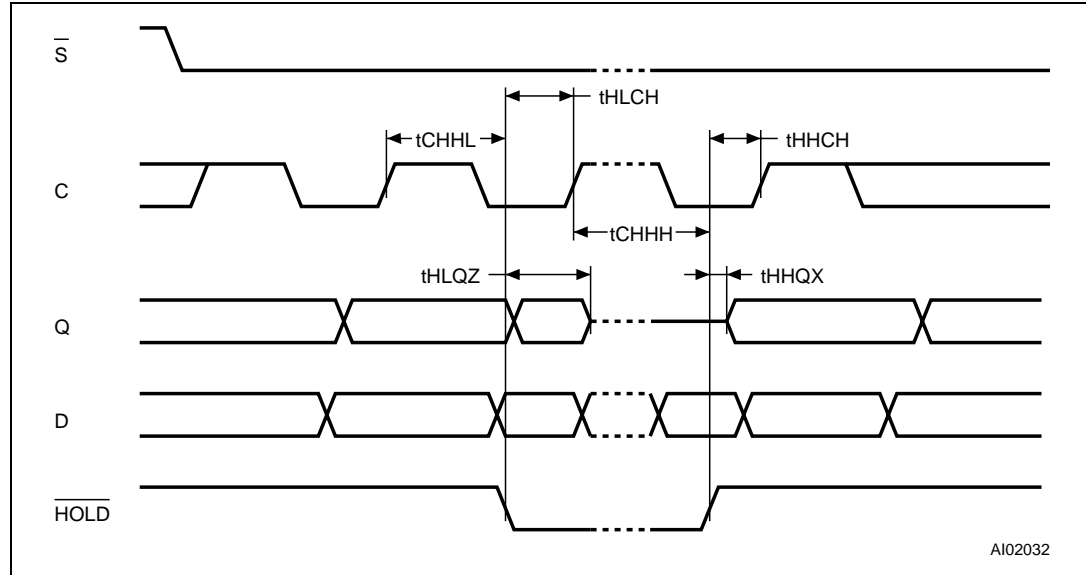 S
tHLCH
tCHHL
tHHCH
C
tCHHH
tHLQZ
tHHQX
Q
D
HOLD
AI02032